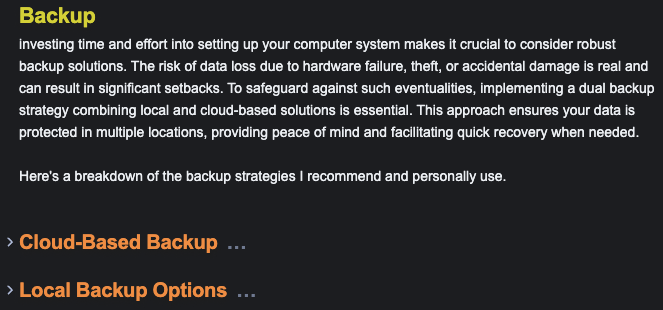 Backup
investing time and effort into setting up your computer system makes it crucial to consider robust
backup solutions. The risk of data loss due to hardware failure, theft, or accidental damage is real and
can result in significant setbacks. To safeguard against such eventualities, implementing a dual backup
strategy combining local and cloud-based solutions is essential. This approach ensures your data is
protected in multiple locations, providing peace of mind and facilitating quick recovery when needed.
Here's a breakdown of the backup strategies I recommend and personally use.
Cloud-Based Backup ...
Local Backup Options ...